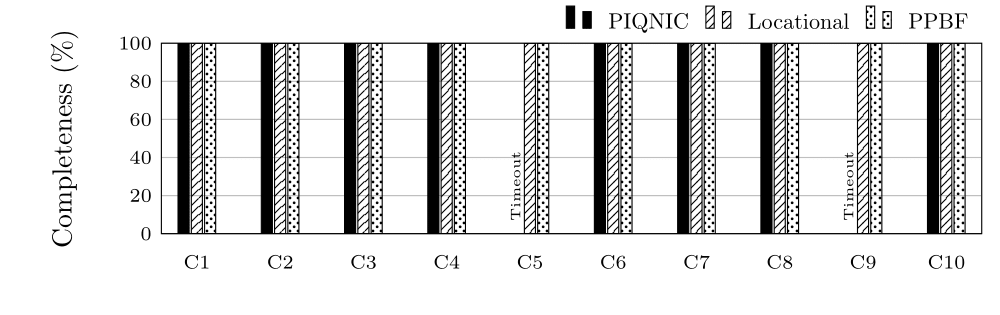 PIQNIC Locational PPBF
Completeness (%)
100
80
60
40
20
0
Timeout
Timeout
C1 C2 C3 C4 C5 C6 C7 C8 C9 C10